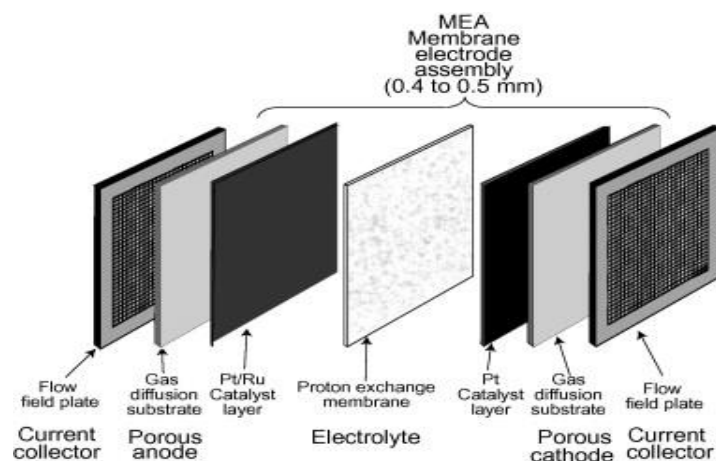 MEA
Membrane
electrode
assembly
(0.4 to 0.5 mm)
Flow
field plate
Gas
diffusion
substrate
Pt/Ru
Catalyst
layer
Proton exchange
membrane
Pt
Catalyst
layer
Gas
diffusion
substrate
Flow
field plate
Current
collector
Porous
anode
Electrolyte
Porous
cathode
Current
collector